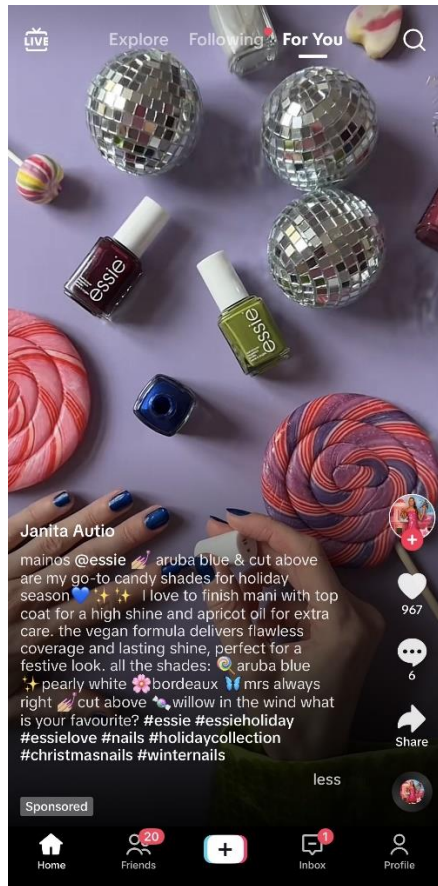 LIVE
Explore Following For You
essie
essie
Janita Autio
mainos @essie 💅🏻 aruba blue & cut above
are my go-to candy shades for holiday
season💙✨ ✨ I love to finish mani with top
coat for a high shine and apricot oil for extra
care. the vegan formula delivers flawless
coverage and lasting shine, perfect for a
festive look. all the shades: 🍭aruba blue
✨pearly white 🌸bordeaux 🦋mrs always
right 💅🏻cut above 🍬willow in the wind what
is your favourite? #essie #essieholiday
#essielove #nails #holidaycollection
#christmasnails #winternails
less
967
6
Share
Sponsored
20
1
Home
Friends
Inbox
Profile